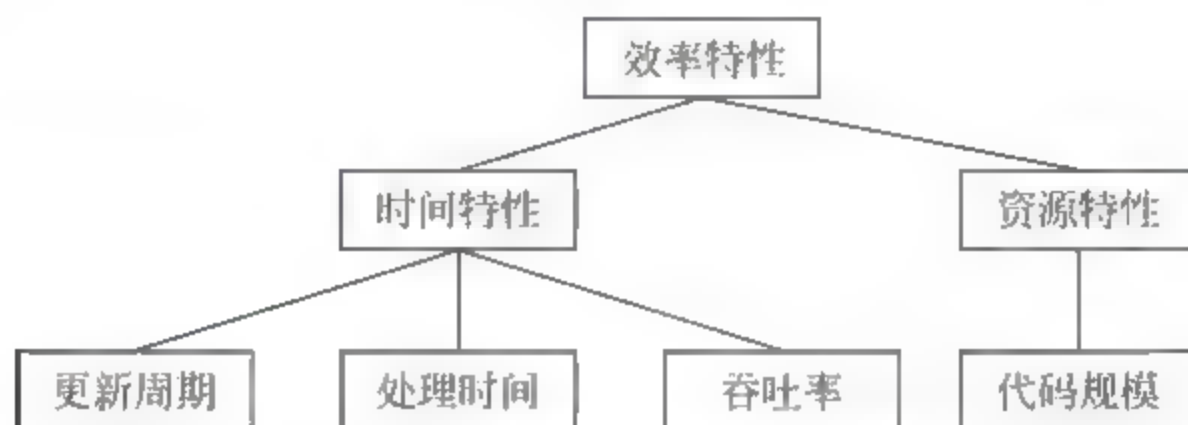 效率特性
时间特性
资源特性
更新周期
处理时间
吞吐率
代码规模